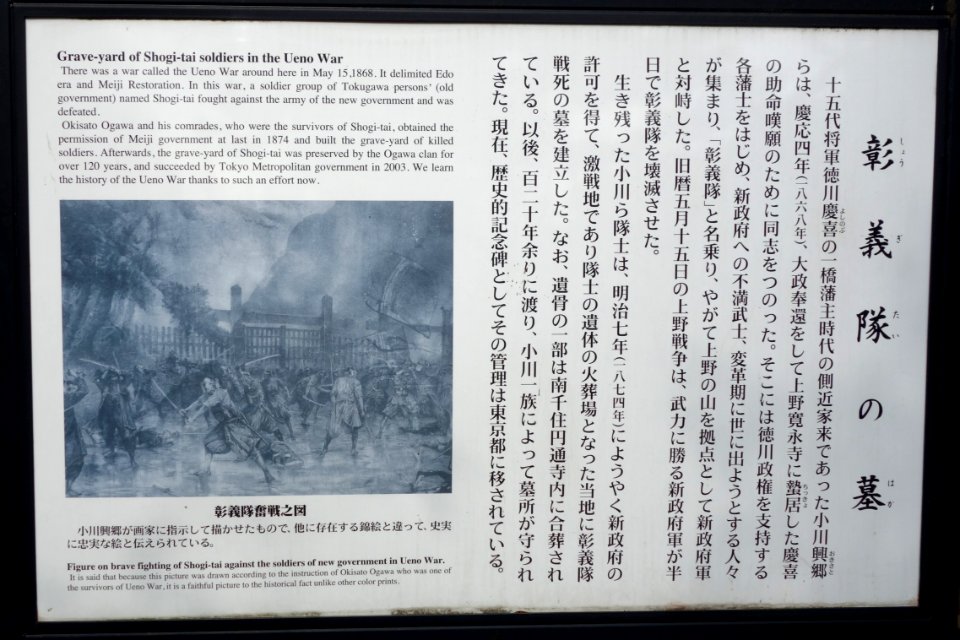 Grave-yard of Shogi-tai soldiers in the Ueno War
There was a war called the Ueno War around here in May 15,1868. It delimited Edo
era and Meiji Restoration. In this war, a soldier group of Tokugawa persons' (old
government) named Shogi-tai fought against the army of the new government and was
defeated.
Okisato Ogawa and his comrades, who were the survivors of Shogi-tai, obtained the
permission of Meiji government at last in 1874 and built the grave-yard of killed
soldiers. Afterwards, the grave-yard of Shogi-tai was preserved by the Ogawa clan for
over 120 years, and succeeded by Tokyo Metropolitan government in 2003. We learn
the history of the Ueno War thanks to such an effort now.
彰義隊の墓
しょうぎたいはか
十五代将軍徳川慶喜の一橋藩主時代の側近家来であった小川興郷
よしのぶ
おきさと
らは、慶応四年(一八六八年)、大政奉還をして上野寛永寺に蟄居した慶喜
ちっきょ
の助命嘆願のために同志をつのった。そこには徳川政権を支持する
各藩士をはじめ、新政府への不満武士、変革期に世に出ようとする人々
が集まり、「彰義隊」と名乗り、やがて上野の山を拠点として新政府軍
と対峙した。旧暦五月十五日の上野戦争は、武力に勝る新政府軍が半
日で彰義隊を壊滅させた。
生き残った小川ら隊士は、明治七年(一八七四年)にようやく新政府の
許可を得て、激戦地であり隊士の遺体の火葬場となった当地に彰義隊
戦死の墓を建立した。なお、遺骨の一部は南千住円通寺内に合葬され
ている。以後、百二十年余りに渡り、小川一族によって墓所が守られ
てきた。現在、歴史的記念碑としてその管理は東京都に移されている。
彰義隊奮戦之図
小川興郷が画家に指示して描かせたもので、他に存在する錦絵と違って、史実
に忠実な絵と伝えられている。
Figure on brave fighting of Shogi-tai against the soldiers of new government in Ueno War.
It is said that because this picture was drawn according to the instruction of Okisato Ogawa who was one of
the survivors of Ueno War, it is a faithful picture to the historical fact unlike other color prints.